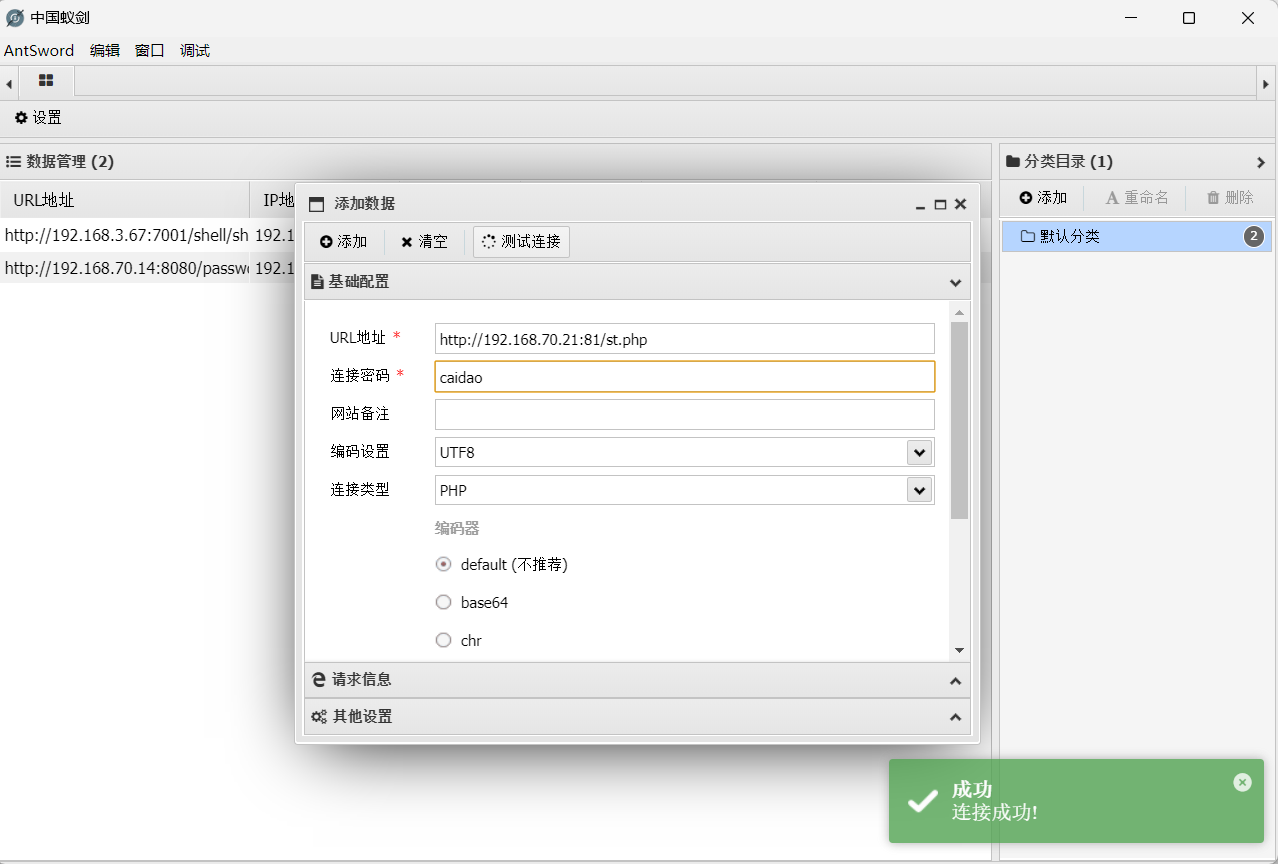 中国蚁剑
AntSword 编辑 窗口 调试
设置
数据管理 (2)
分类目录 (1)
URL地址
IP地
添加 重命名 删除
http://192.168.3.67:7001/shell/sh 192.1
http://192.168.70.14:8080/passw 192.1
默认分类 2
添加数据
添加 清空 测试连接
基础配置
URL地址 * http://192.168.70.21:81/st.php
连接密码 * caidao
网站备注
编码设置 UTF8
连接类型 PHP
编码器
default (不推荐)
base64
chr
请求信息
其他设置
成功
连接成功!